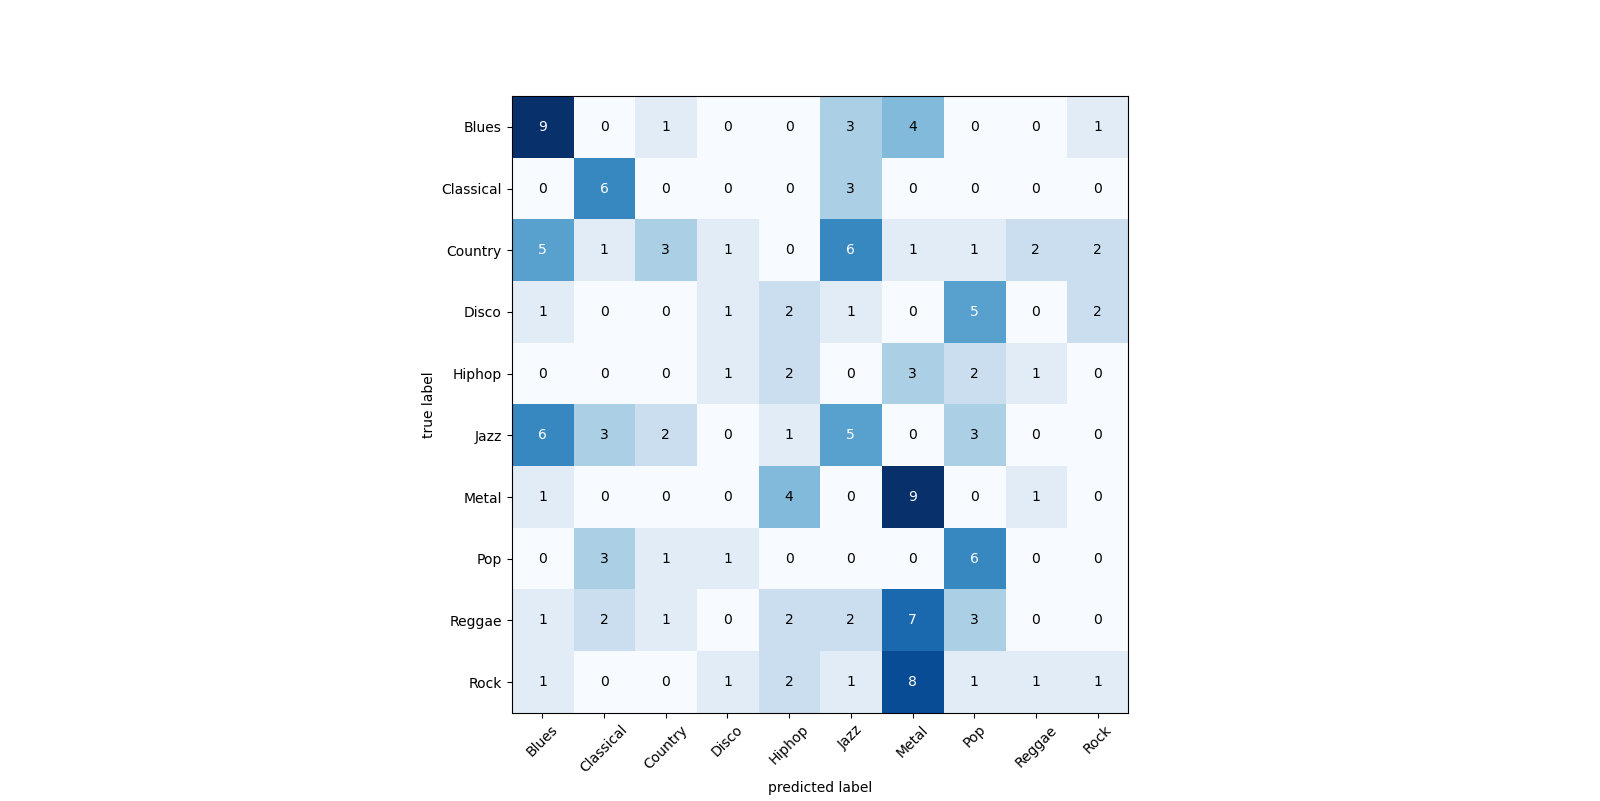 Blues 9 0 1 0 0 3 4 0 0 1
Classical 0 6 0 0 0 3 0 0 0 0
Country 5 1 3 1 0 6 1 1 2 2
Disco 1 0 0 1 2 1 0 5 0 2
Hiphop 0 0 0 1 2 0 3 2 1 0
Jazz 6 3 2 0 1 5 0 3 0 0
Metal 1 0 0 0 4 0 9 0 1 0
Pop 0 3 1 1 0 0 0 6 0 0
Reggae 1 2 1 0 2 2 7 3 0 0
Rock 1 0 0 1 2 1 8 1 1 1
true label
Blues Classical Country Disco Hiphop Jazz Metal Pop Reggae Rock
predicted label